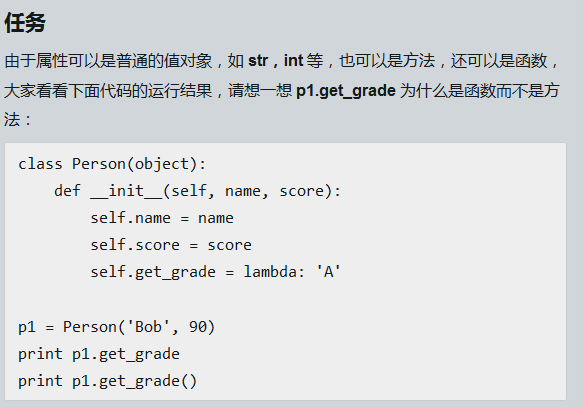 任务
由于属性可以是普通的值对象，如 str，int 等，也可以是方法，还可以是函数，
大家看看下面代码的运行结果，请想一想 p1.get_grade 为什么是函数而不是方
法：
class Person(object):
    def __init__(self, name, score):
        self.name = name
        self.score = score
        self.get_grade = lambda: 'A'

p1 = Person('Bob', 90)
print p1.get_grade
print p1.get_grade()